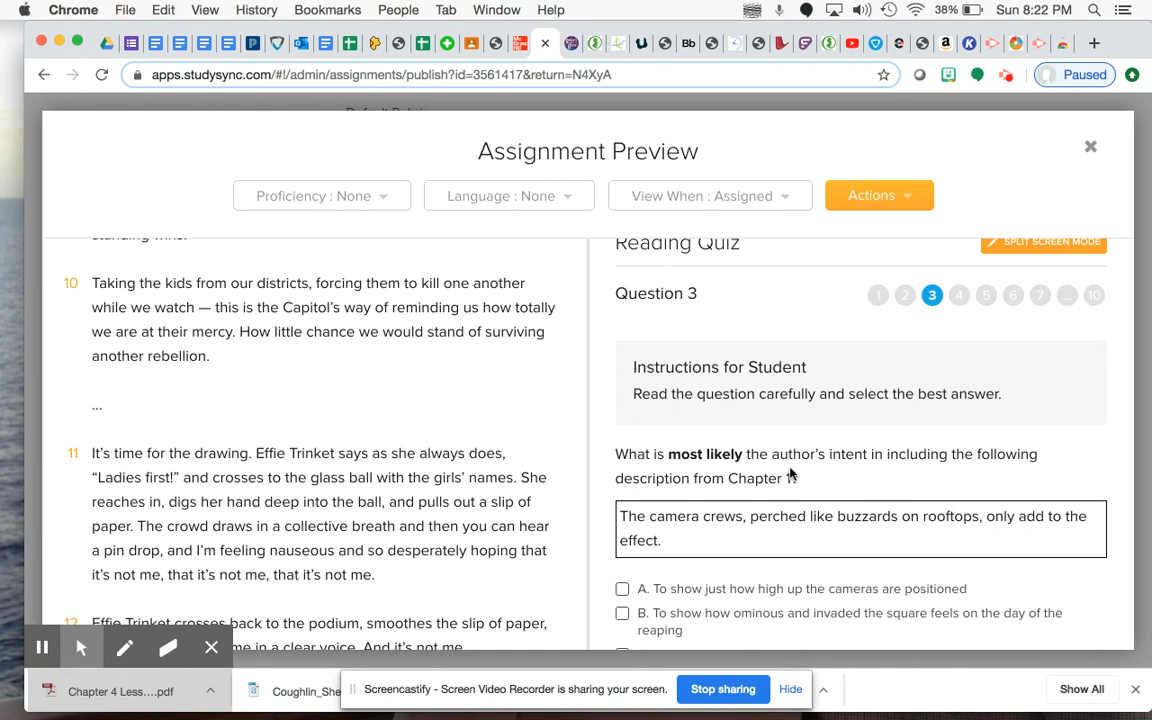 Chrome File Edit View History Bookmarks People Tab Window Help 38% Sun 8:22 PM
apps.studysync.com/#!/admin/assignments/publish?id=3561417&return=N4XyA Paused
Assignment Preview
Proficiency : None Language : None View When : Assigned Actions
Reading Quiz SPLIT SCREEN MODE
Question 3 1 2 3 4 5 6 7 ... 10
10 Taking the kids from our districts, forcing them to kill one another
while we watch — this is the Capitol's way of reminding us how totally
we are at their mercy. How little chance we would stand of surviving
another rebellion.
...
11 It's time for the drawing. Effie Trinket says as she always does,
"Ladies first!" and crosses to the glass ball with the girls' names. She
reaches in, digs her hand deep into the ball, and pulls out a slip of
paper. The crowd draws in a collective breath and then you can hear
a pin drop, and I'm feeling nauseous and so desperately hoping that
it's not me, that it's not me, that it's not me.
12 Effie Trinket crosses back to the podium, smoothes the slip of paper,
me in a clear voice. And it's not me.
Instructions for Student
Read the question carefully and select the best answer.
What is most likely the author's intent in including the following
description from Chapter
The camera crews, perched like buzzards on rooftops, only add to the
effect.
A. To show just how high up the cameras are positioned
B. To show how ominous and invaded the square feels on the day of the
reaping
Chapter 4 Less....pdf Coughlin_She Screencastify - Screen Video Recorder is sharing your screen. Stop sharing Hide Show All